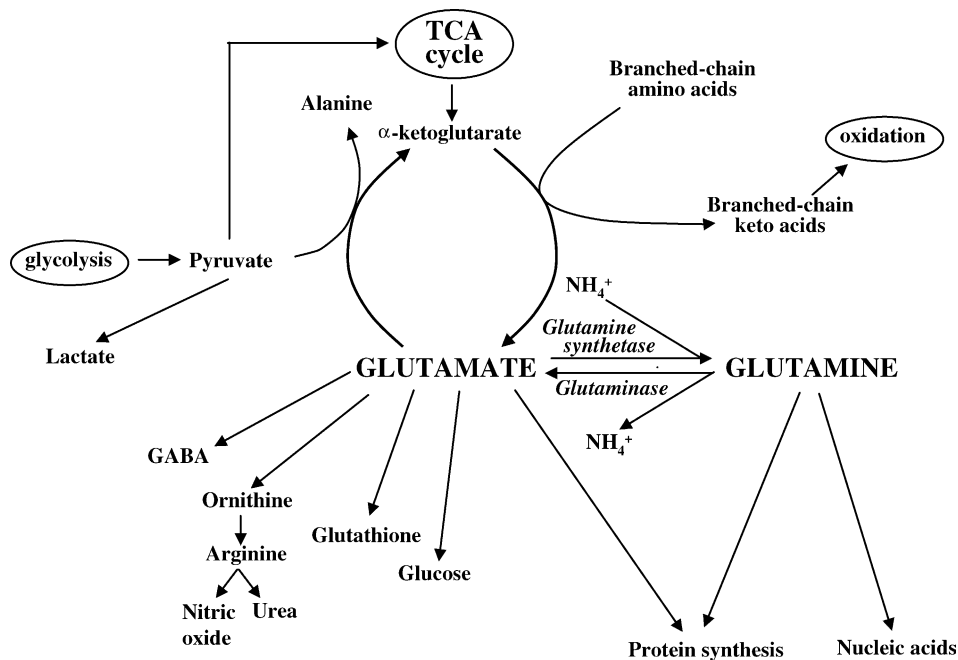 TCA
cycle
Branched-chain
amino acids
Alanine
α-ketoglutarate
oxidation
Branched-chain
keto acids
glycolysis
Pyruvate
NH₄⁺
Lactate
Glutamine
synthetase
GLUTAMATE
GLUTAMINE
Glutaminase
NH₄⁺
GABA
Ornithine
Glutathione
Arginine
Glucose
Nitric
oxide
Urea
Protein synthesis
Nucleic acids